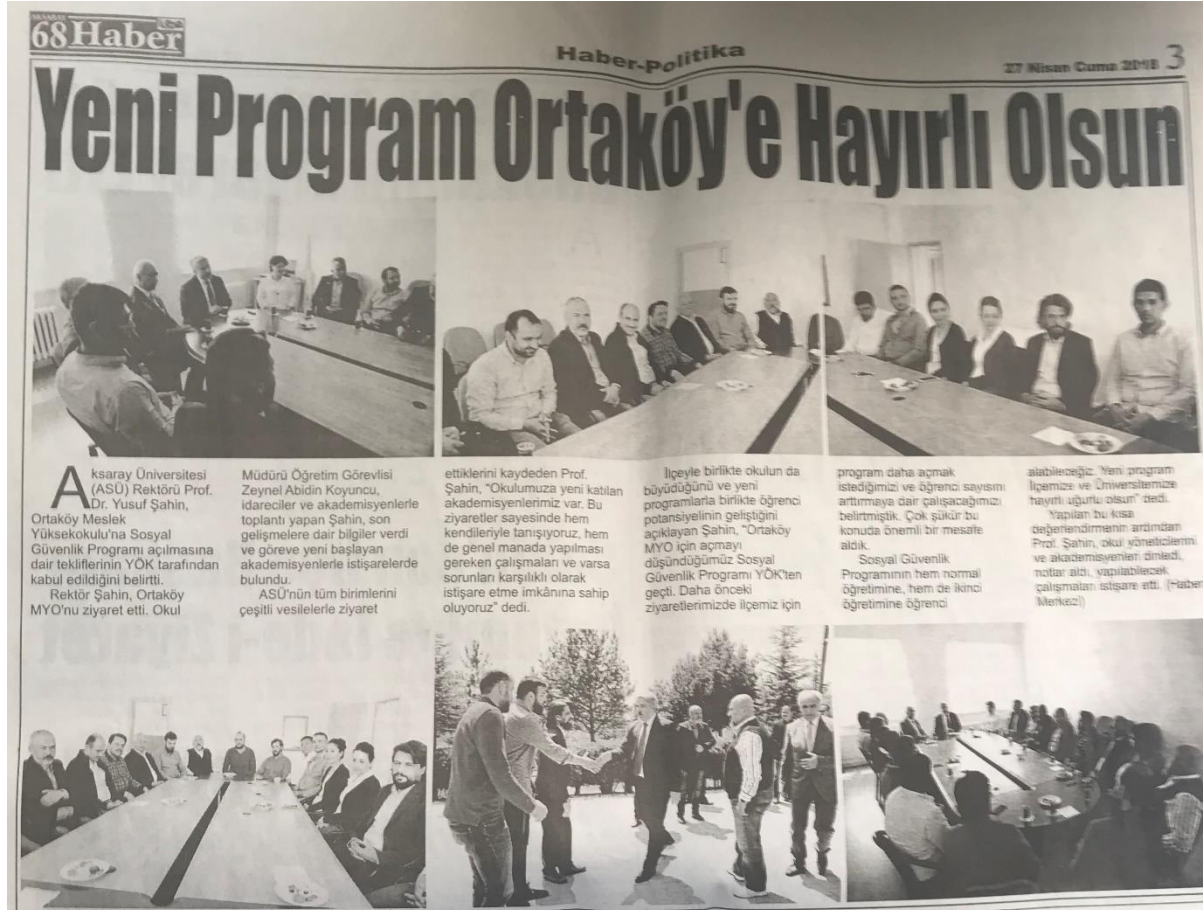 AKSARAY
68 Haber
Haber-Politika
27 Nisan Cuma 2018 3
Yeni Program Ortaköy'e Hayırlı Olsun
Aksaray Üniversitesi
(ASÜ) Rektörü Prof.
Dr. Yusuf Şahin,
Ortaköy Meslek
Yüksekokulu'na Sosyal
Güvenlik Programı açılmasına
dair tekliflerinin YÖK tarafından
kabul edildiğini belirtti.
Rektör Şahin, Ortaköy
MYO'nu ziyaret etti. Okul
Müdürü Öğretim Görevlisi
Zeynel Abidin Koyuncu,
idareciler ve akademisyenlerle
toplantı yapan Şahin, son
gelişmelere dair bilgiler verdi
ve göreve yeni başlayan
akademisyenlerle istişarelerde
bulundu.
ASÜ'nün tüm birimlerini
çeşitli vesilelerle ziyaret
ettiklerini kaydeden Prof.
Şahin, "Okulumuza yeni katılan
akademisyenlerimiz var. Bu
ziyaretler sayesinde hem
kendileriyle tanışıyoruz, hem
de genel manada yapılması
gereken çalışmaları ve varsa
sorunları karşılıklı olarak
istişare etme imkânına sahip
oluyoruz" dedi.
İlçeyle birlikte okulun da
büyüdüğünü ve yeni
programlarla birlikte öğrenci
potansiyelinin geliştiğini
açıklayan Şahin, "Ortaköy
MYO için açmayı
düşündüğümüz Sosyal
Güvenlik Programı YÖK'ten
geçti. Daha önceki
ziyaretlerimizde ilçemiz için
program daha açmak
istediğimizi ve öğrenci sayısını
arttırmaya dair çalışacağımızı
belirtmiştik. Çok şükür bu
konuda önemli bir mesafe
aldık.
Sosyal Güvenlik
Programının hem normal
öğretimine, hem de ikinci
öğretimine öğrenci
alabileceğiz. Yeni program
İlçemize ve Üniversitemize
hayırlı uğurlu olsun" dedi.
Yapılan bu kısa
değerlendirmenin ardından
Prof. Şahin, okul yöneticilerini
ve akademisyenleri dinledi,
notlar aldı, yapılabilecek
çalışmaları istişare etti. (Haber
Merkezi)